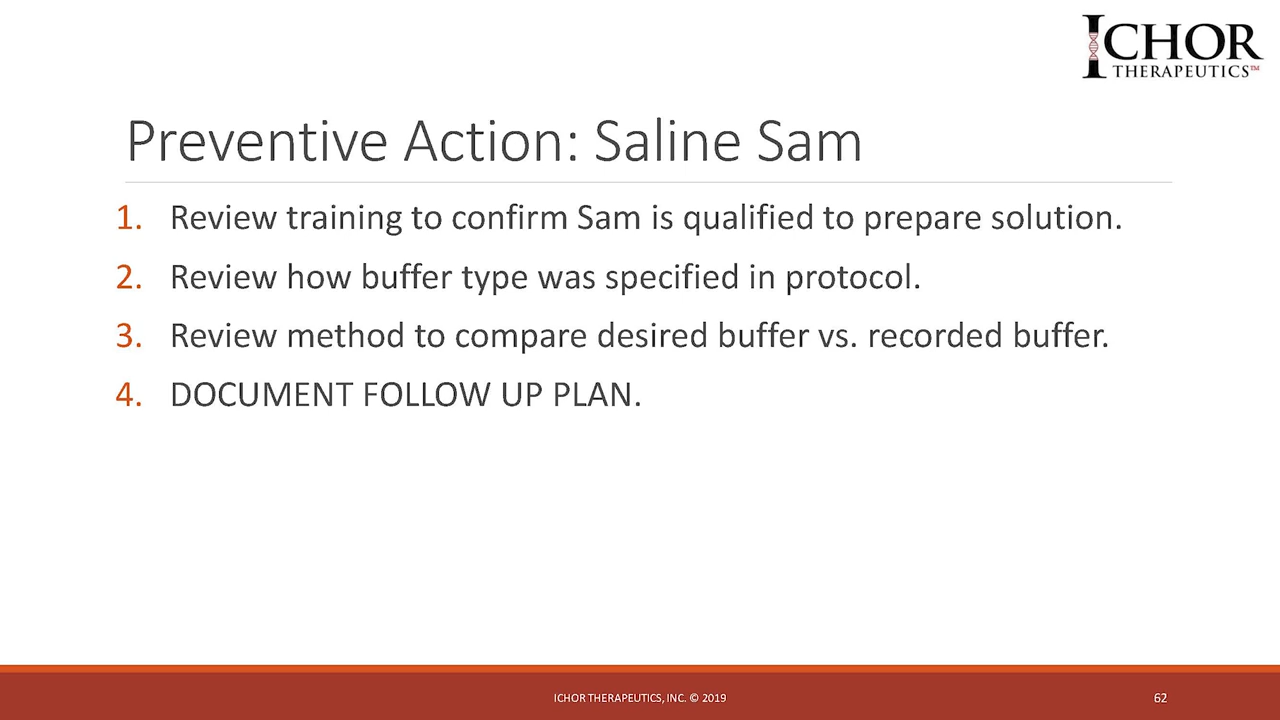 ICHOR
THERAPEUTICS™
Preventive Action: Saline Sam
1. Review training to confirm Sam is qualified to prepare solution.
2. Review how buffer type was specified in protocol.
3. Review method to compare desired buffer vs. recorded buffer.
4. DOCUMENT FOLLOW UP PLAN.
ICHOR THERAPEUTICS, INC. © 2019
62